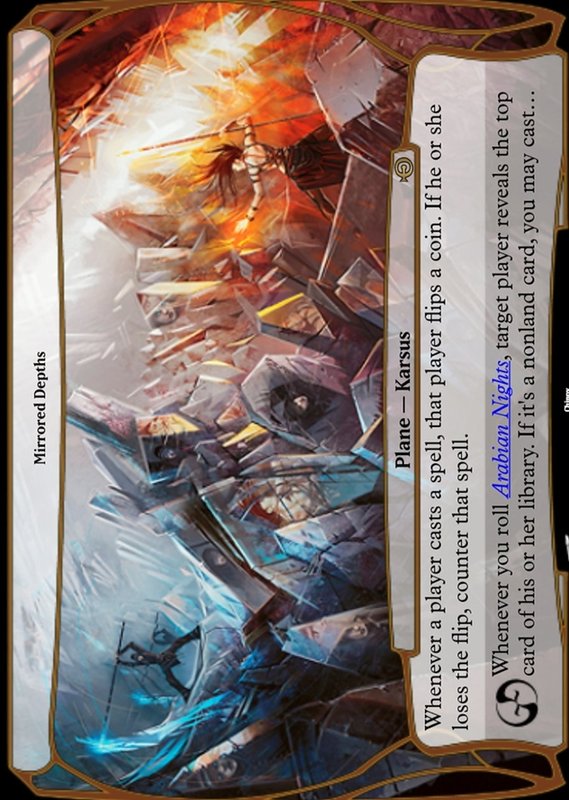 Mirrored Depths
Plane — Karsus
Whenever a player casts a spell, that player flips a coin. If he or she
loses the flip, counter that spell.
Whenever you roll Arabian Nights, target player reveals the top
card of his or her library. If it's a nonland card, you may cast...